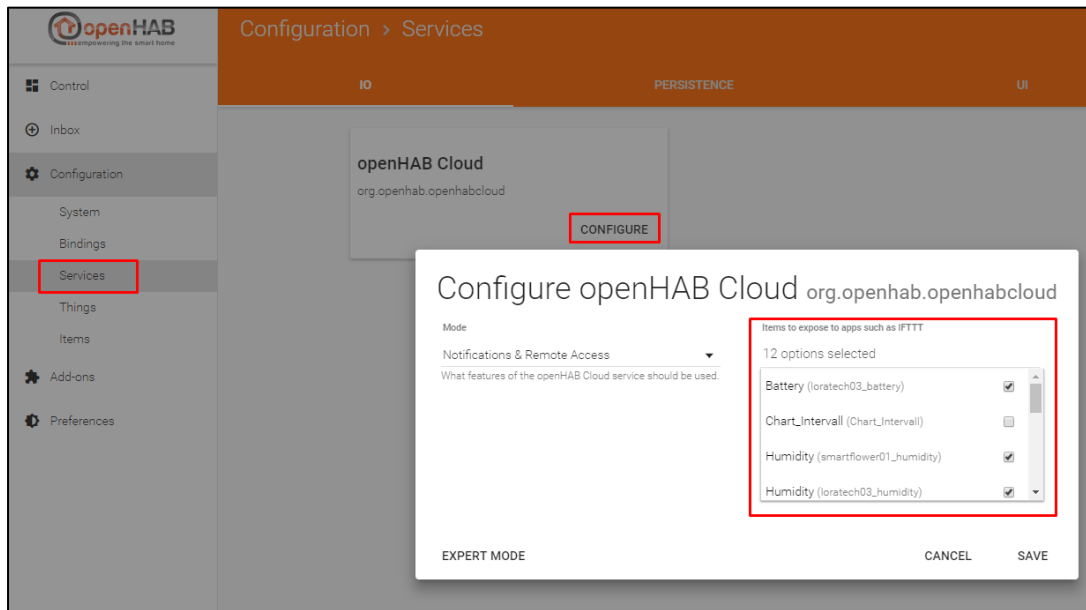 openHAB
empowering the smart home
Configuration > Services
IO
PERSISTENCE
UI
Control
Inbox
Configuration
System
Bindings
Services
Things
Items
Add-ons
Preferences
openHAB Cloud
org.openhab.openhabcloud
CONFIGURE
Configure openHAB Cloud org.openhab.openhabcloud
Mode
Notifications & Remote Access
What features of the openHAB Cloud service should be used.
Items to expose to apps such as IFTTT
12 options selected
Battery (loratech03_battery)
Chart_Intervall (Chart_Intervall)
Humidity (smartflower01_humidity)
Humidity (loratech03_humidity)
EXPERT MODE
CANCEL
SAVE